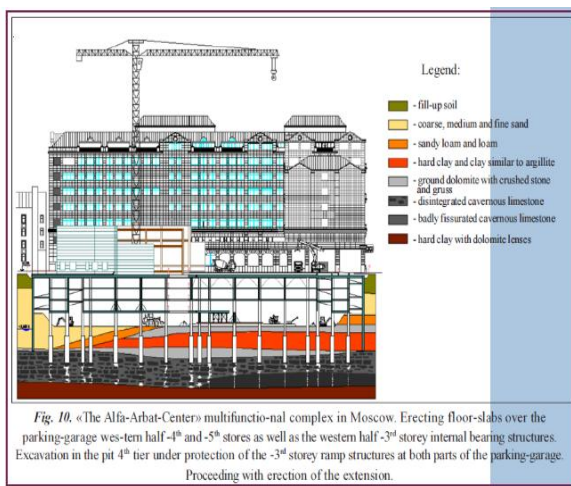 Legend:
- fill-up soil
- coarse, medium and fine sand
- sandy loam and loam
- hard clay and clay similar to argillite
- ground dolomite with crushed stone
and gruss
- disintegrated cavernous limestone
- badly fissurated cavernous limestone
- hard clay with dolomite lenses
Fig. 10. «The Alfa-Arbat-Center» multifunctio-nal complex in Moscow. Erecting floor-slabs over the
parking-garage wes-tern half -4th and -5th stores as well as the western half -3rd storey internal bearing structures.
Excavation in the pit 4th tier under protection of the -3rd storey ramp structures at both parts of the parking-garage.
Proceeding with erection of the extension.